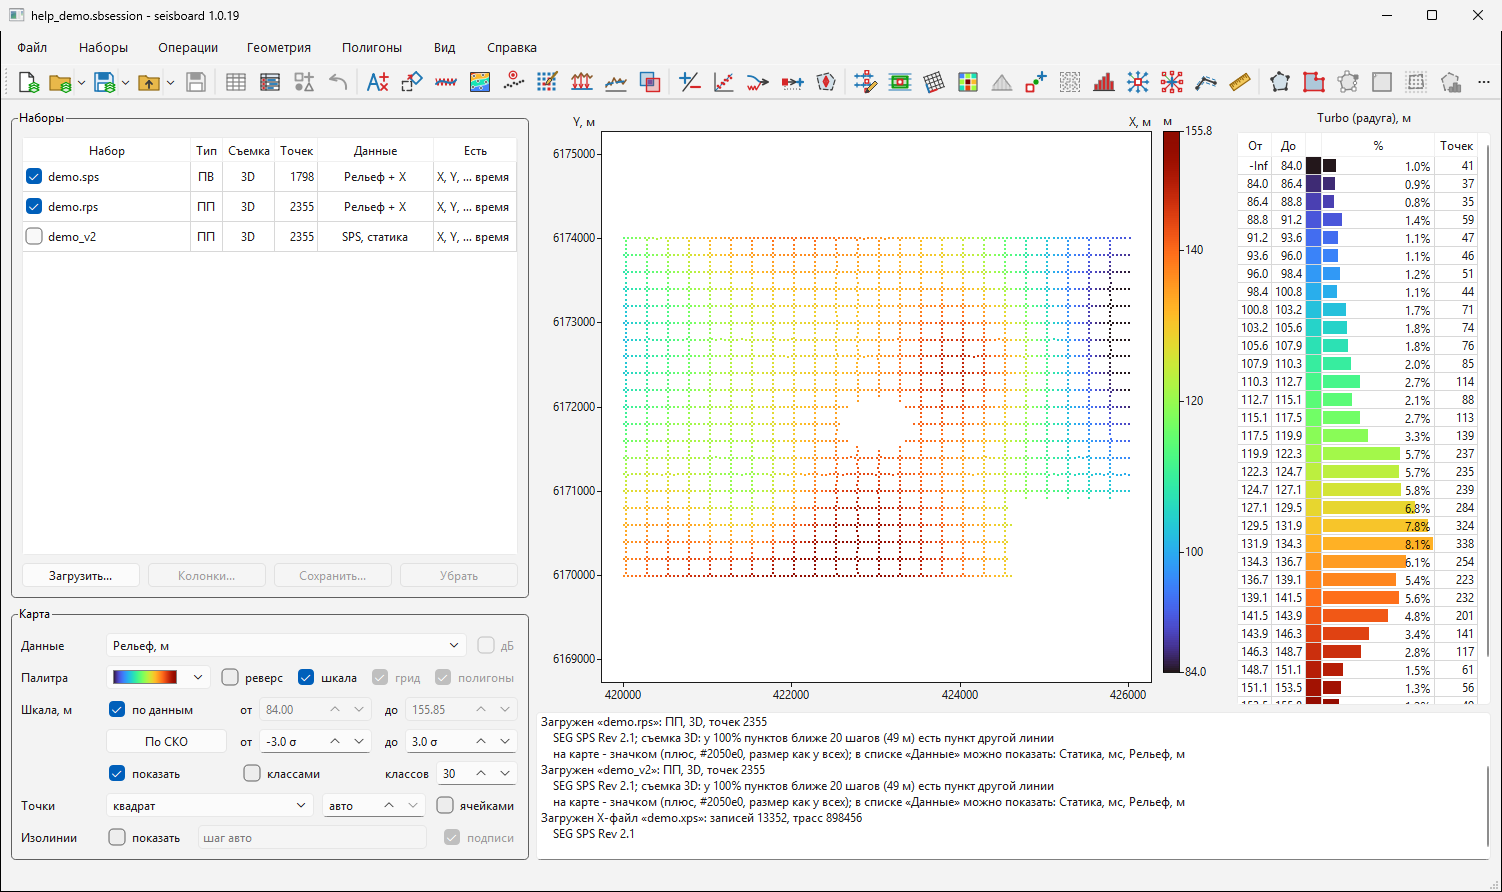 help_demo.sbsession - seisboard 1.0.19
Файл Наборы Операции Геометрия Полигоны Вид Справка
Наборы
Набор Тип Съемка Точек Данные Есть
demo.sps ПВ 3D 1798 Рельеф + X X, Y, ... время
demo.rps ПП 3D 2355 Рельеф + X X, Y, ... время
demo_v2 ПП 3D 2355 SPS, статика X, Y, ... время
Загрузить... Колонки... Сохранить... Убрать
Карта
Данные Рельеф, м дБ
Палитра реверс шкала грид полигоны
Шкала, м по данным от 84.00 до 155.85
По СКО от -3.0 σ до 3.0 σ
показать классами классов 30
Точки квадрат авто ячейками
Изолинии показать шаг авто подписи
Y, м X, м м
6175000
6174000
6173000
6172000
6171000
6170000
6169000
420000 422000 424000 426000
155.8
140
120
100
84.0
Turbo (радуга), м
От До % Точек
-Inf 84.0 1.0% 41
84.0 86.4 0.9% 37
86.4 88.8 0.8% 35
88.8 91.2 1.4% 59
91.2 93.6 1.1% 47
93.6 96.0 1.1% 46
96.0 98.4 1.2% 51
98.4 100.8 1.1% 44
100.8 103.2 1.7% 71
103.2 105.6 1.8% 74
105.6 107.9 1.8% 76
107.9 110.3 2.0% 85
110.3 112.7 2.7% 114
112.7 115.1 2.1% 88
115.1 117.5 2.7% 113
117.5 119.9 3.3% 139
119.9 122.3 5.7% 237
122.3 124.7 5.7% 235
124.7 127.1 5.8% 239
127.1 129.5 6.8% 284
129.5 131.9 7.8% 324
131.9 134.3 8.1% 338
134.3 136.7 6.1% 254
136.7 139.1 5.4% 223
139.1 141.5 5.6% 232
141.5 143.9 4.8% 201
143.9 146.3 3.4% 141
146.3 148.7 2.8% 117
148.7 151.1 1.5% 61
151.1 153.5 1.3% 56
Загружен «demo.rps»: ПП, 3D, точек 2355
SEG SPS Rev 2.1; съемка 3D: у 100% пунктов ближе 20 шагов (49 м) есть пункт другой линии
на карте - значком (плюс, #2050e0, размер как у всех); в списке «Данные» можно показать: Статика, мс, Рельеф, м
Загружен «demo_v2»: ПП, 3D, точек 2355
SEG SPS Rev 2.1; съемка 3D: у 100% пунктов ближе 20 шагов (49 м) есть пункт другой линии
на карте - значком (плюс, #2050e0, размер как у всех); в списке «Данные» можно показать: Статика, мс, Рельеф, м
Загружен X-файл «demo.xps»: записей 13352, трасс 898456
SEG SPS Rev 2.1